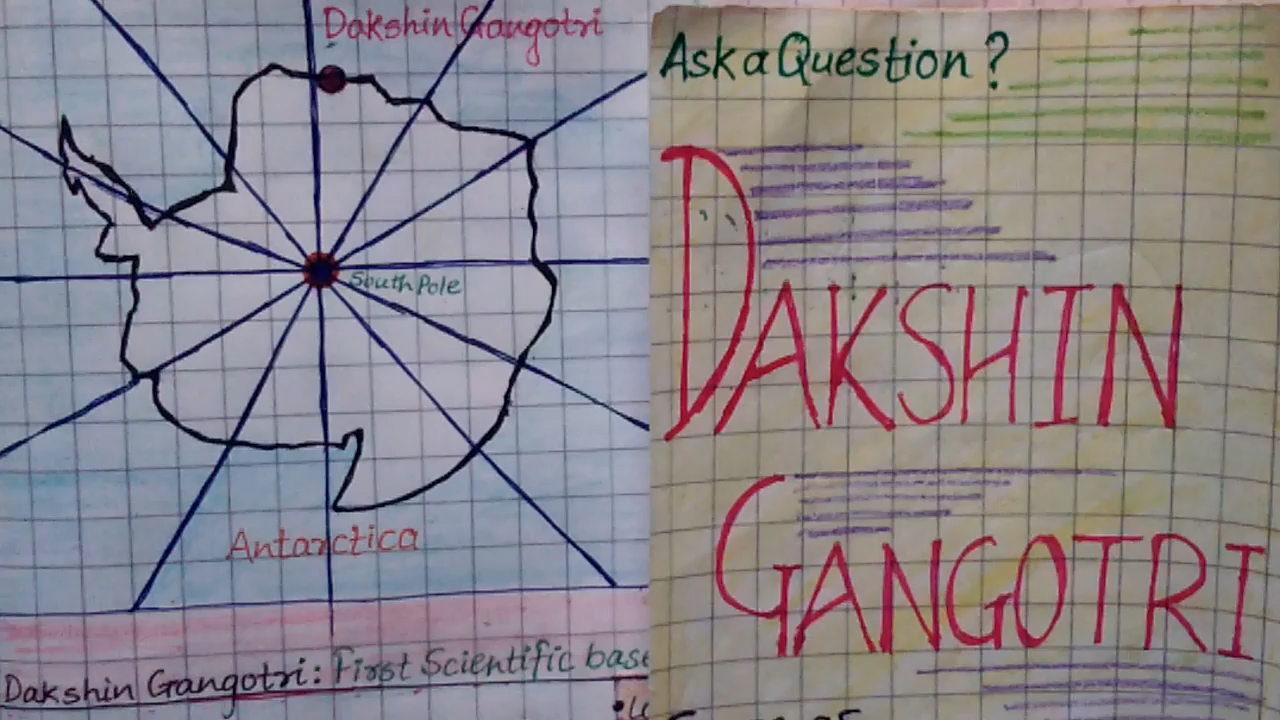 Dakshin Gangotri
South Pole
Antarctica
Dakshin Gangotri: First Scientific base
Ask a Question ?
DAKSHIN
GANGOTRI